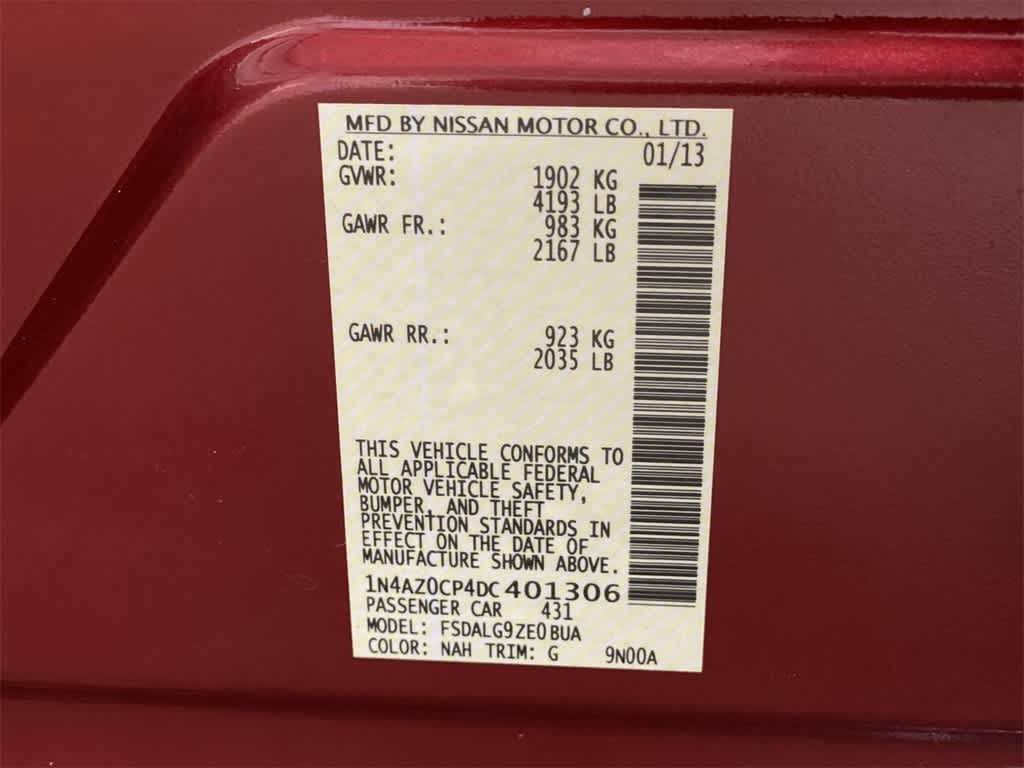 MFD BY NISSAN MOTOR CO., LTD.
DATE: 01/13
GVWR: 1902 KG
4193 LB
GAWR FR.: 983 KG
2167 LB
GAWR RR.: 923 KG
2035 LB
THIS VEHICLE CONFORMS TO
ALL APPLICABLE FEDERAL
MOTOR VEHICLE SAFETY,
BUMPER, AND THEFT
PREVENTION STANDARDS IN
EFFECT ON THE DATE OF
MANUFACTURE SHOWN ABOVE.
1N4AZ0CP4DC401306
PASSENGER CAR 431
MODEL: FSDALG9ZE0BUA
COLOR: NAH TRIM: G 9N00A